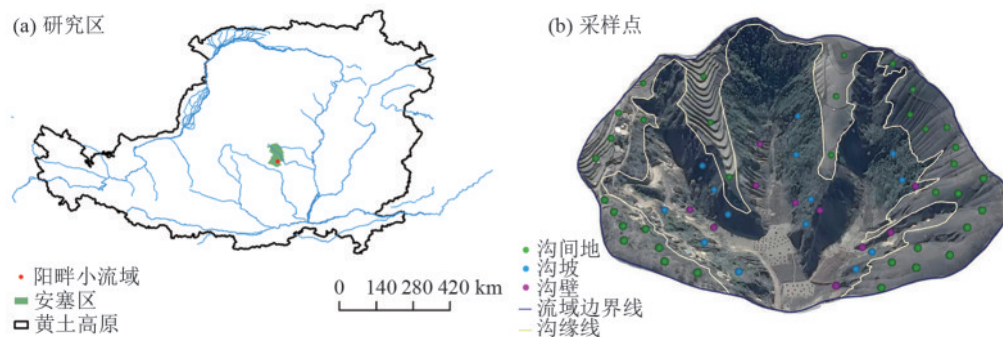 (a) 研究区
阳畔小流域
安塞区
黄土高原
0 140 280 420 km
(b) 采样点
沟间地
沟坡
沟壁
流域边界线
沟缘线